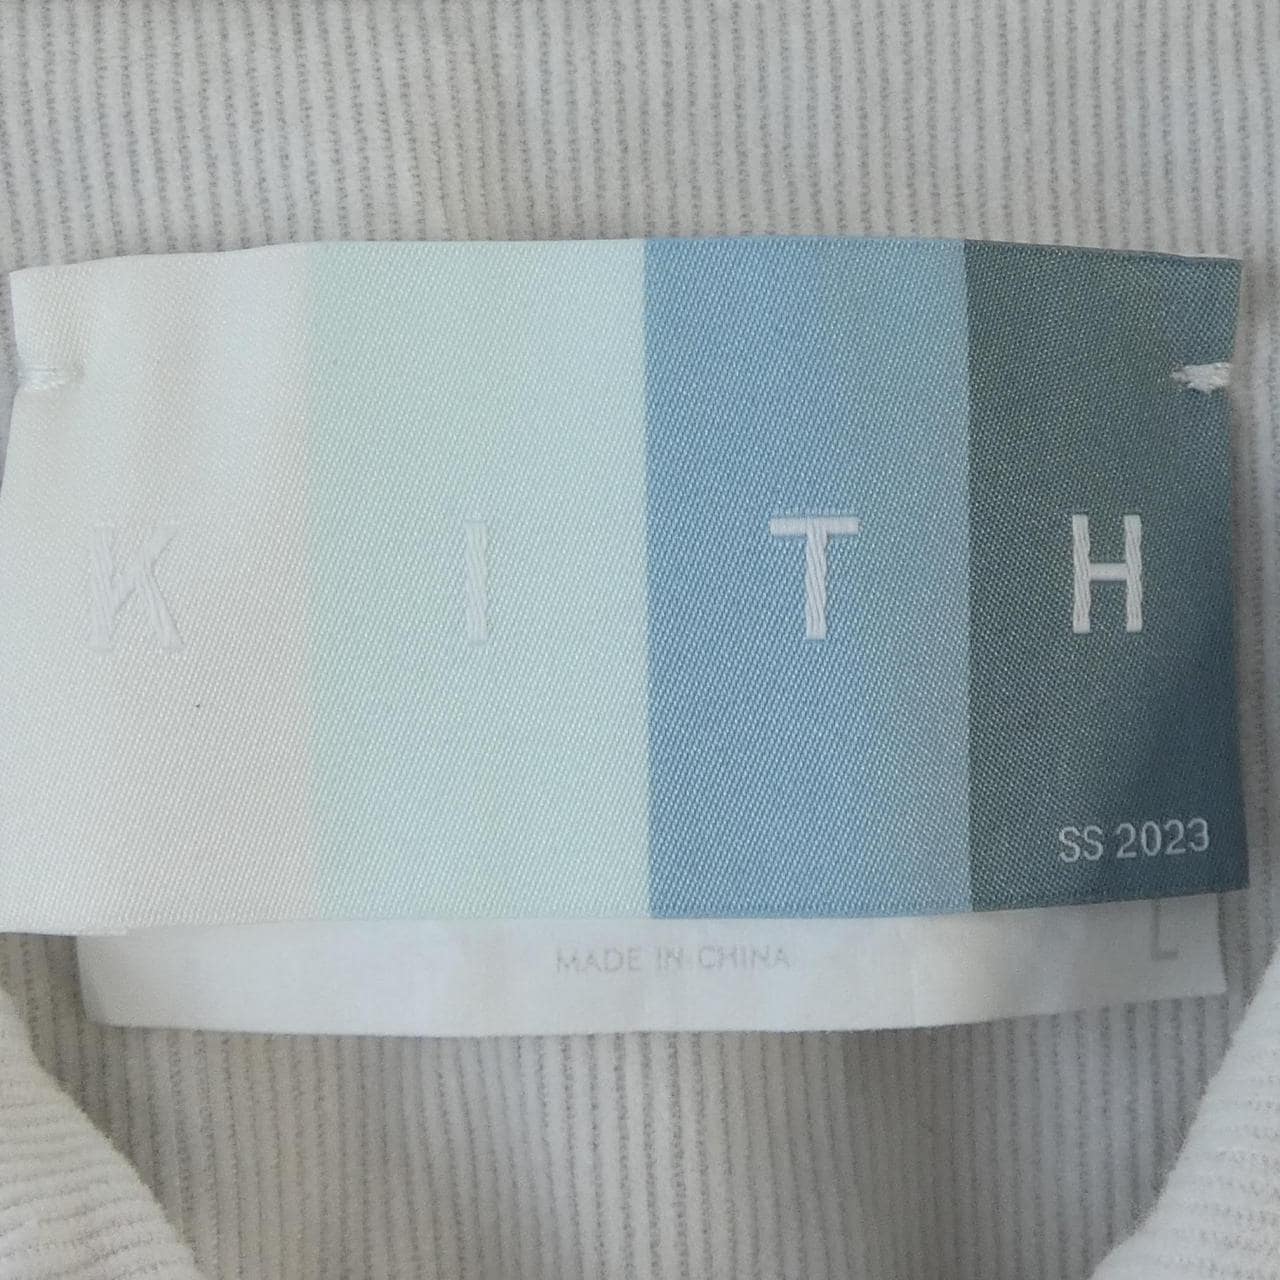 K I T H
SS 2023
MADE IN CHINA
L